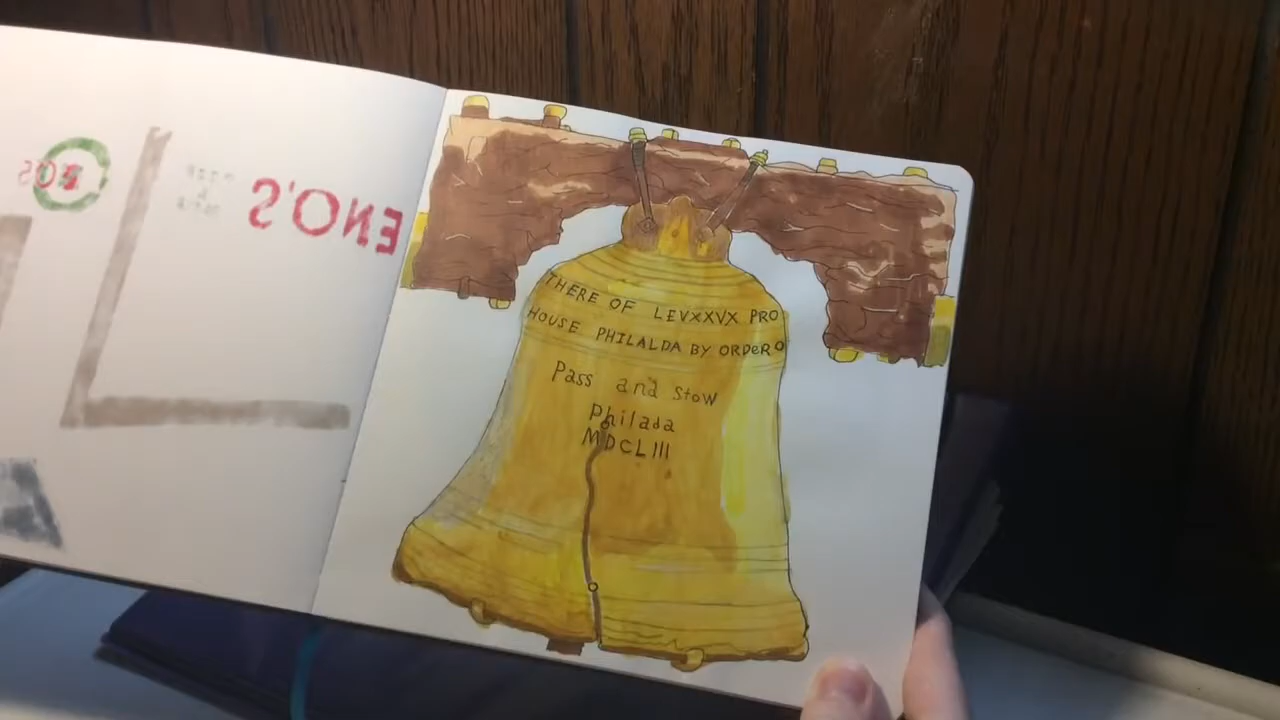 ENO'S
THERE OF LEVXXVX PRO
HOUSE PHILALDA BY ORDER O
Pass and Stow
Philada
MDCLIII